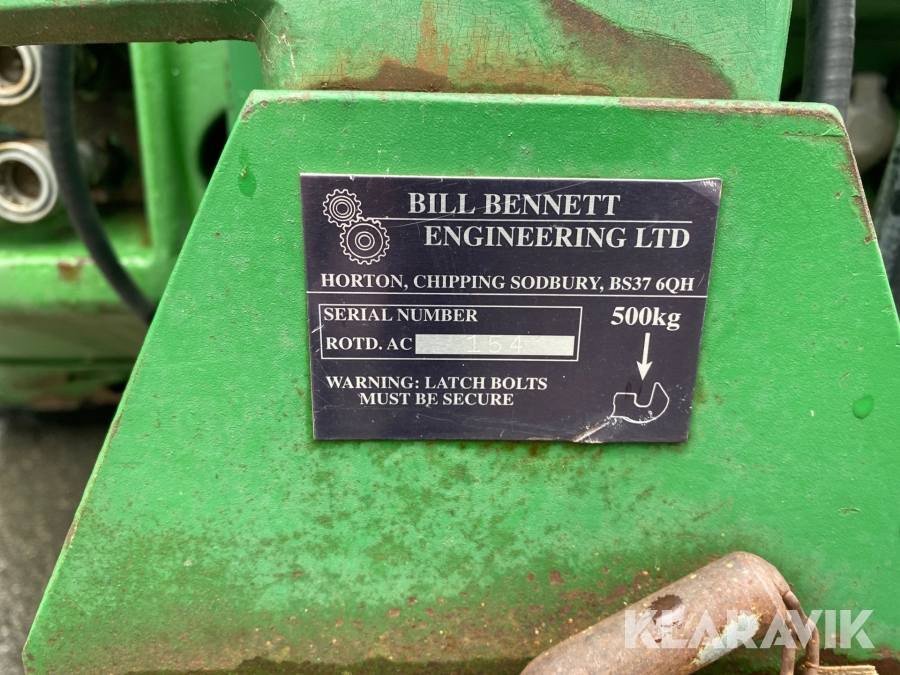 BILL BENNETT
ENGINEERING LTD
HORTON, CHIPPING SODBURY, BS37 6QH
SERIAL NUMBER
ROTD. AC 154
500kg
WARNING: LATCH BOLTS
MUST BE SECURE
KLARAVIK